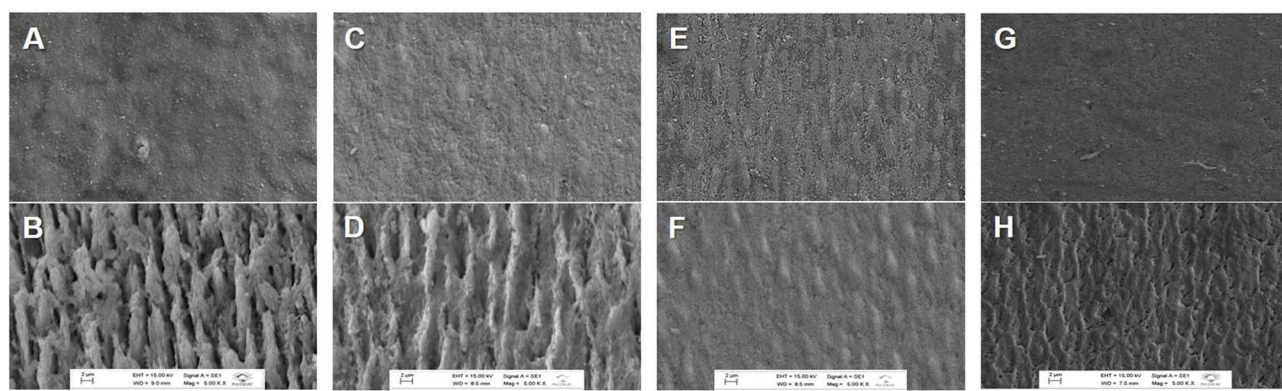 A
C
E
G
B
D
F
H
2 μm
EHT = 15.00 kV
Signal A = SE1
WD = 9.0 mm
Mag = 5.00 K X
2 μm
EHT = 15.00 kV
Signal A = SE1
WD = 8.5 mm
Mag = 5.00 K X
2 μm
EHT = 15.00 kV
Signal A = SE1
WD = 8.5 mm
Mag = 5.00 K X
2 μm
EHT = 15.00 kV
Signal A = SE1
WD = 7.5 mm
Mag = 5.00 K X